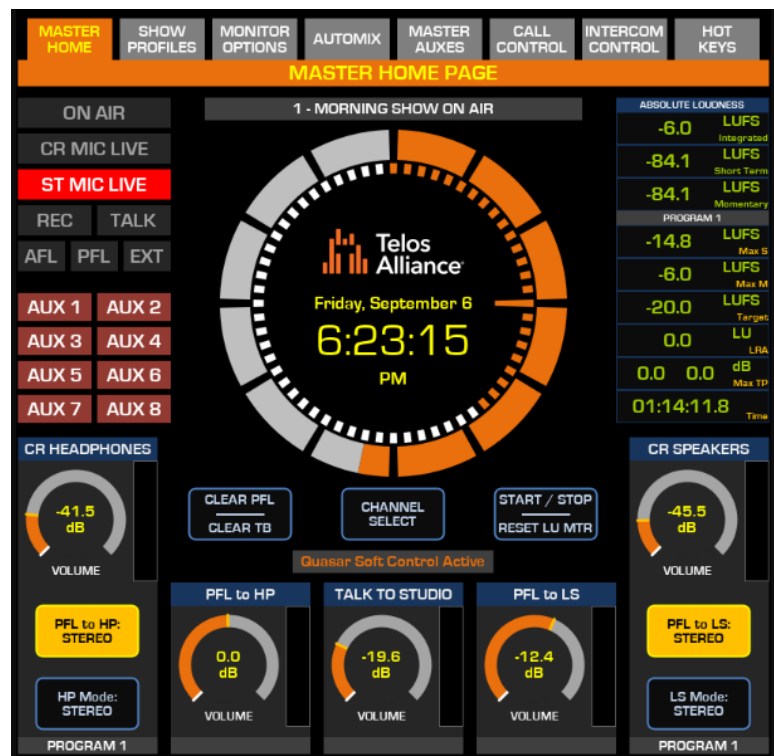 MASTER HOME
SHOW PROFILES
MONITOR OPTIONS
AUTOMIX
MASTER AUXES
CALL CONTROL
INTERCOM CONTROL
HOT KEYS
MASTER HOME PAGE
ON AIR
CR MIC LIVE
ST MIC LIVE
REC TALK
AFL PFL EXT
AUX 1 AUX 2
AUX 3 AUX 4
AUX 5 AUX 6
AUX 7 AUX 8
1 - MORNING SHOW ON AIR
Telos
Alliance
Friday, September 6
6:23:15
PM
ABSOLUTE LOUDNESS
-6.0 LUFS
Integrated
-84.1 LUFS
Short Term
-84.1 LUFS
Momentary
PROGRAM 1
-14.8 LUFS
Max S
-6.0 LUFS
Max M
-20.0 LUFS
Target
0.0 LU
LRA
0.0 0.0 dB
Max TP
01:14:11.8
Time
CR HEADPHONES
-41.5
dB
VOLUME
PFL to HP:
STEREO
HP Mode:
STEREO
PROGRAM 1
CLEAR PFL
CLEAR TB
CHANNEL
SELECT
START / STOP
RESET LU MTR
Quasar Soft Control Active
PFL to HP
0.0
dB
VOLUME
TALK TO STUDIO
-19.6
dB
VOLUME
PFL to LS
-12.4
dB
VOLUME
CR SPEAKERS
-45.5
dB
VOLUME
PFL to LS:
STEREO
LS Mode:
STEREO
PROGRAM 1